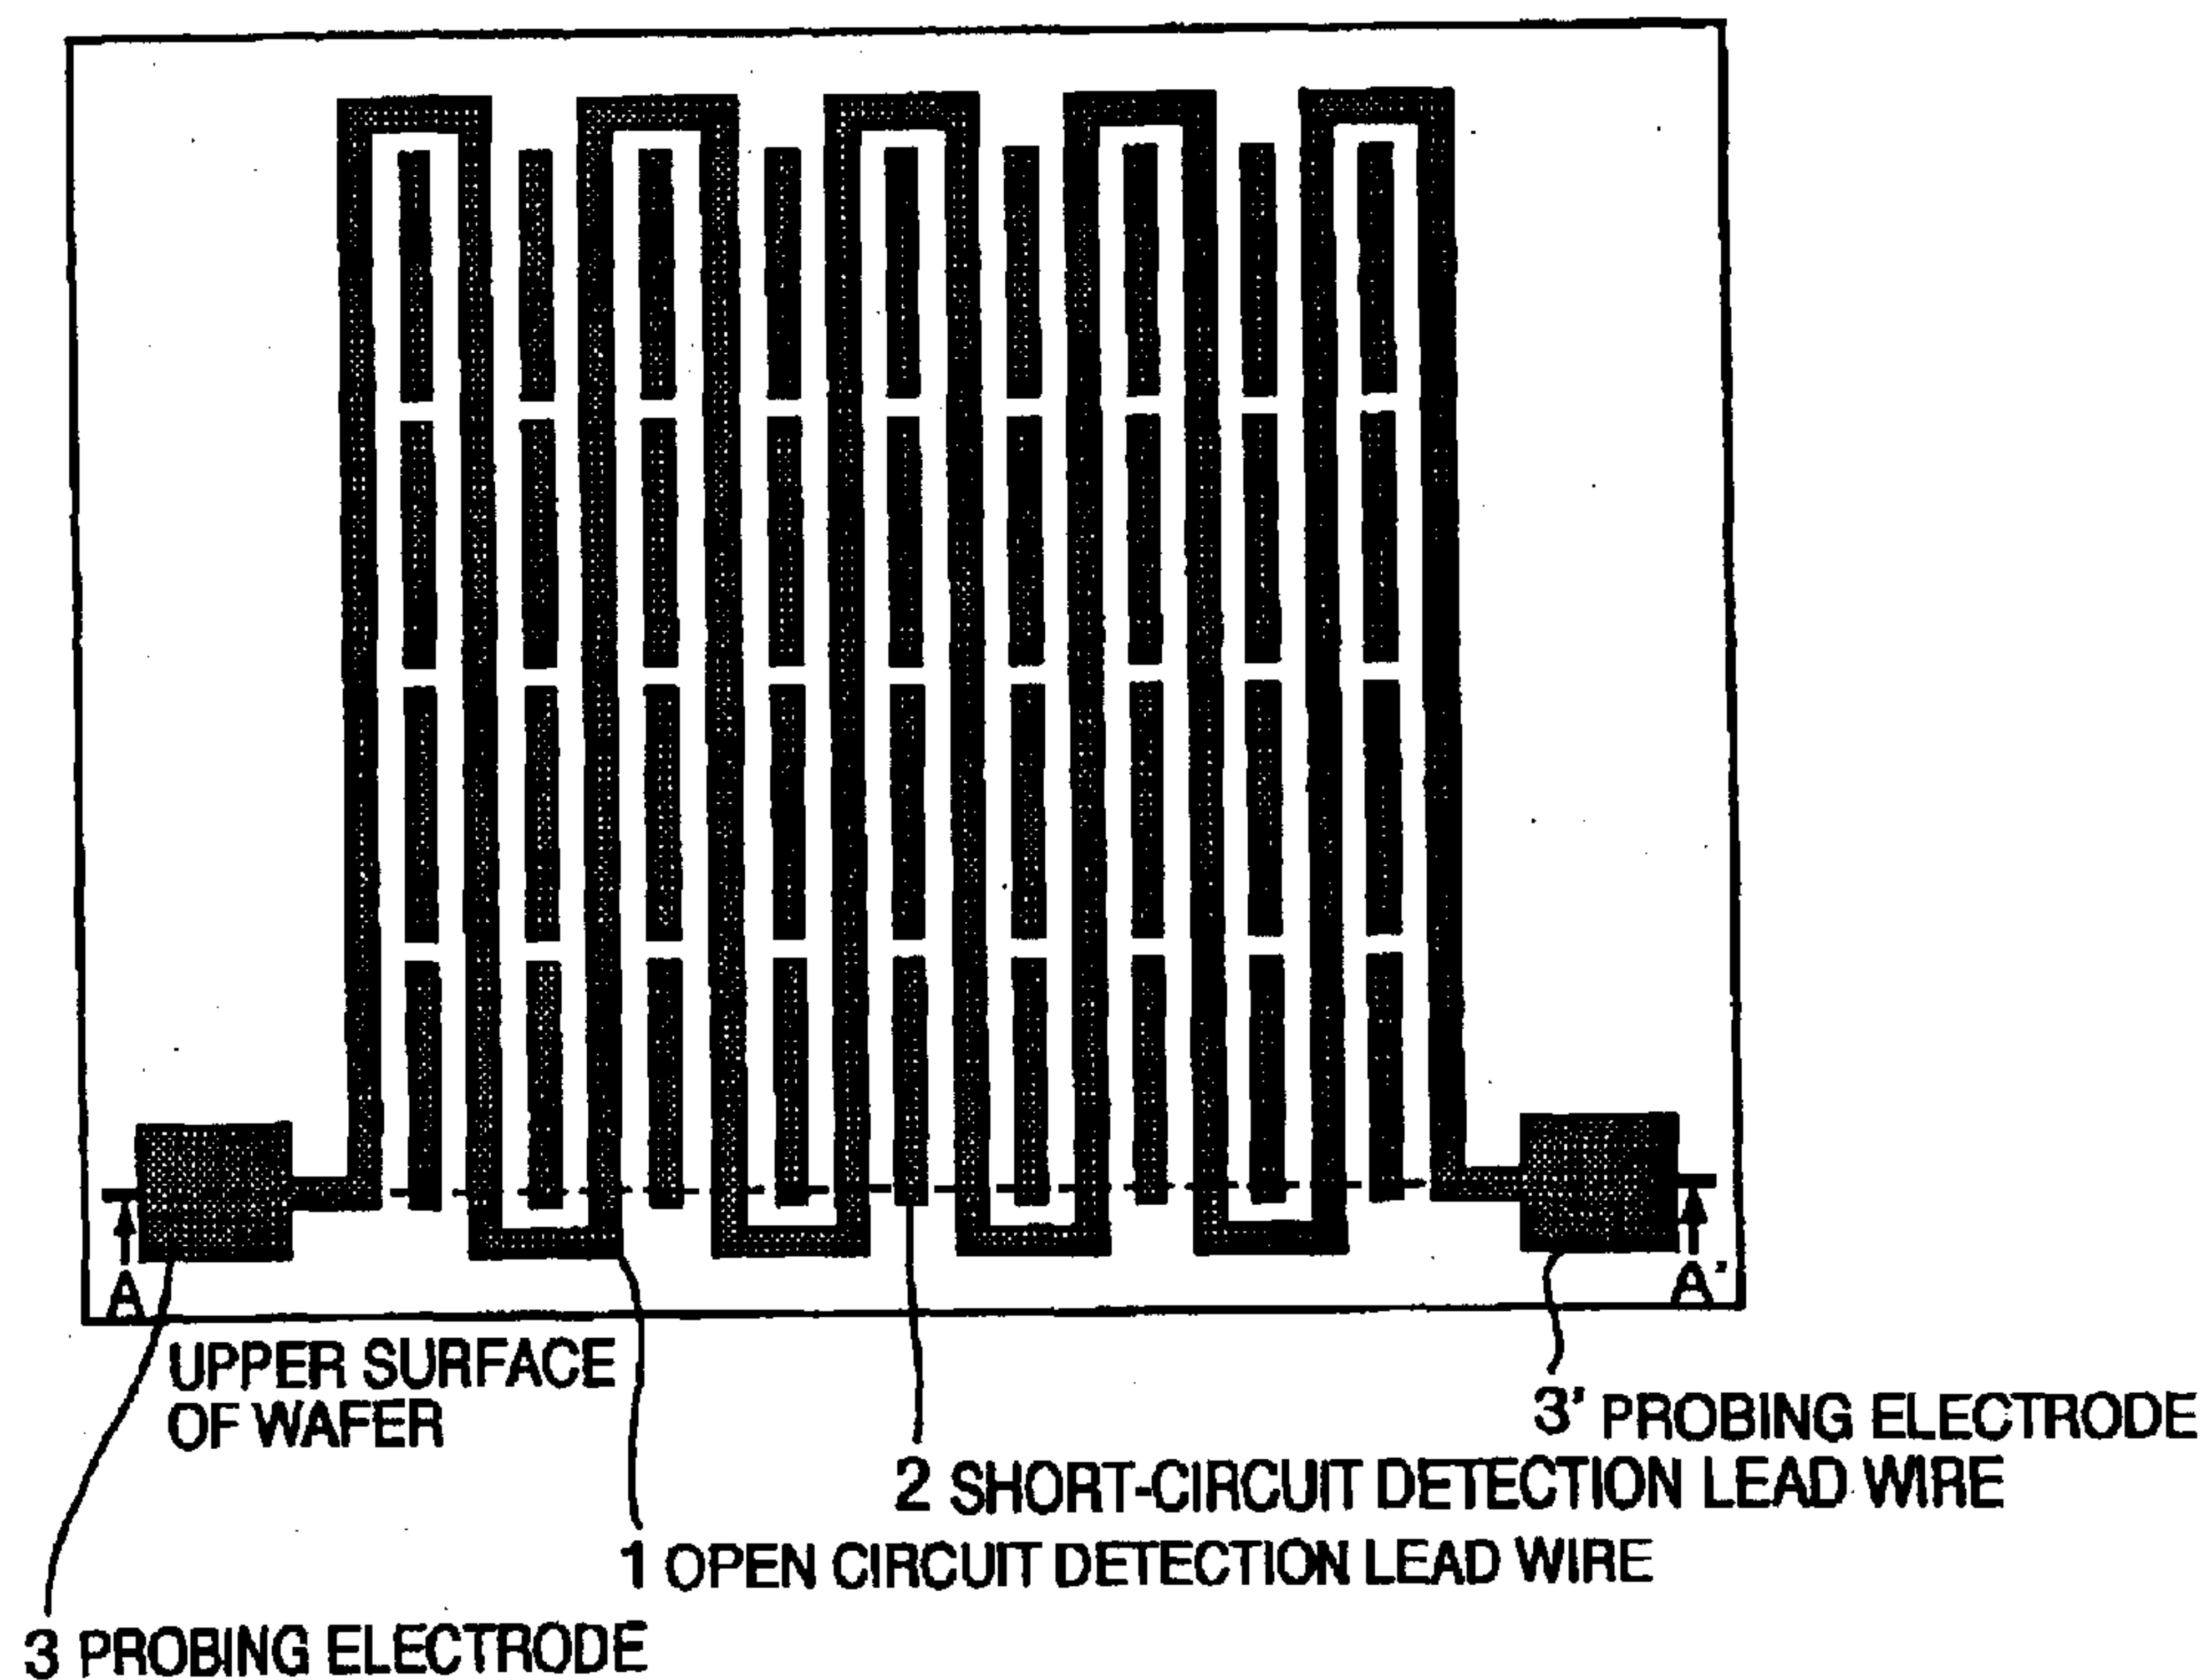 A
A'
UPPER SURFACE
OF WAFER
3' PROBING ELECTRODE
2 SHORT-CIRCUIT DETECTION LEAD WIRE
1 OPEN CIRCUIT DETECTION LEAD WIRE
3 PROBING ELECTRODE